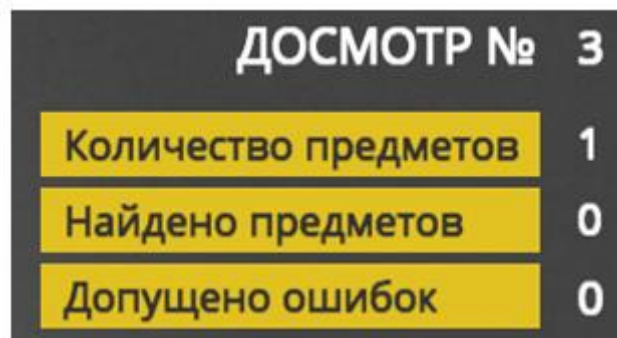 ДОСМОТР № 3
Количество предметов 1
Найдено предметов 0
Допущено ошибок 0